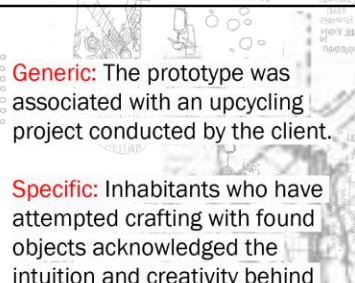 Generic: The prototype was
associated with an upcycling
project conducted by the client.
Specific: Inhabitants who have
attempted crafting with found
objects acknowledged the
intuition and creativity behind